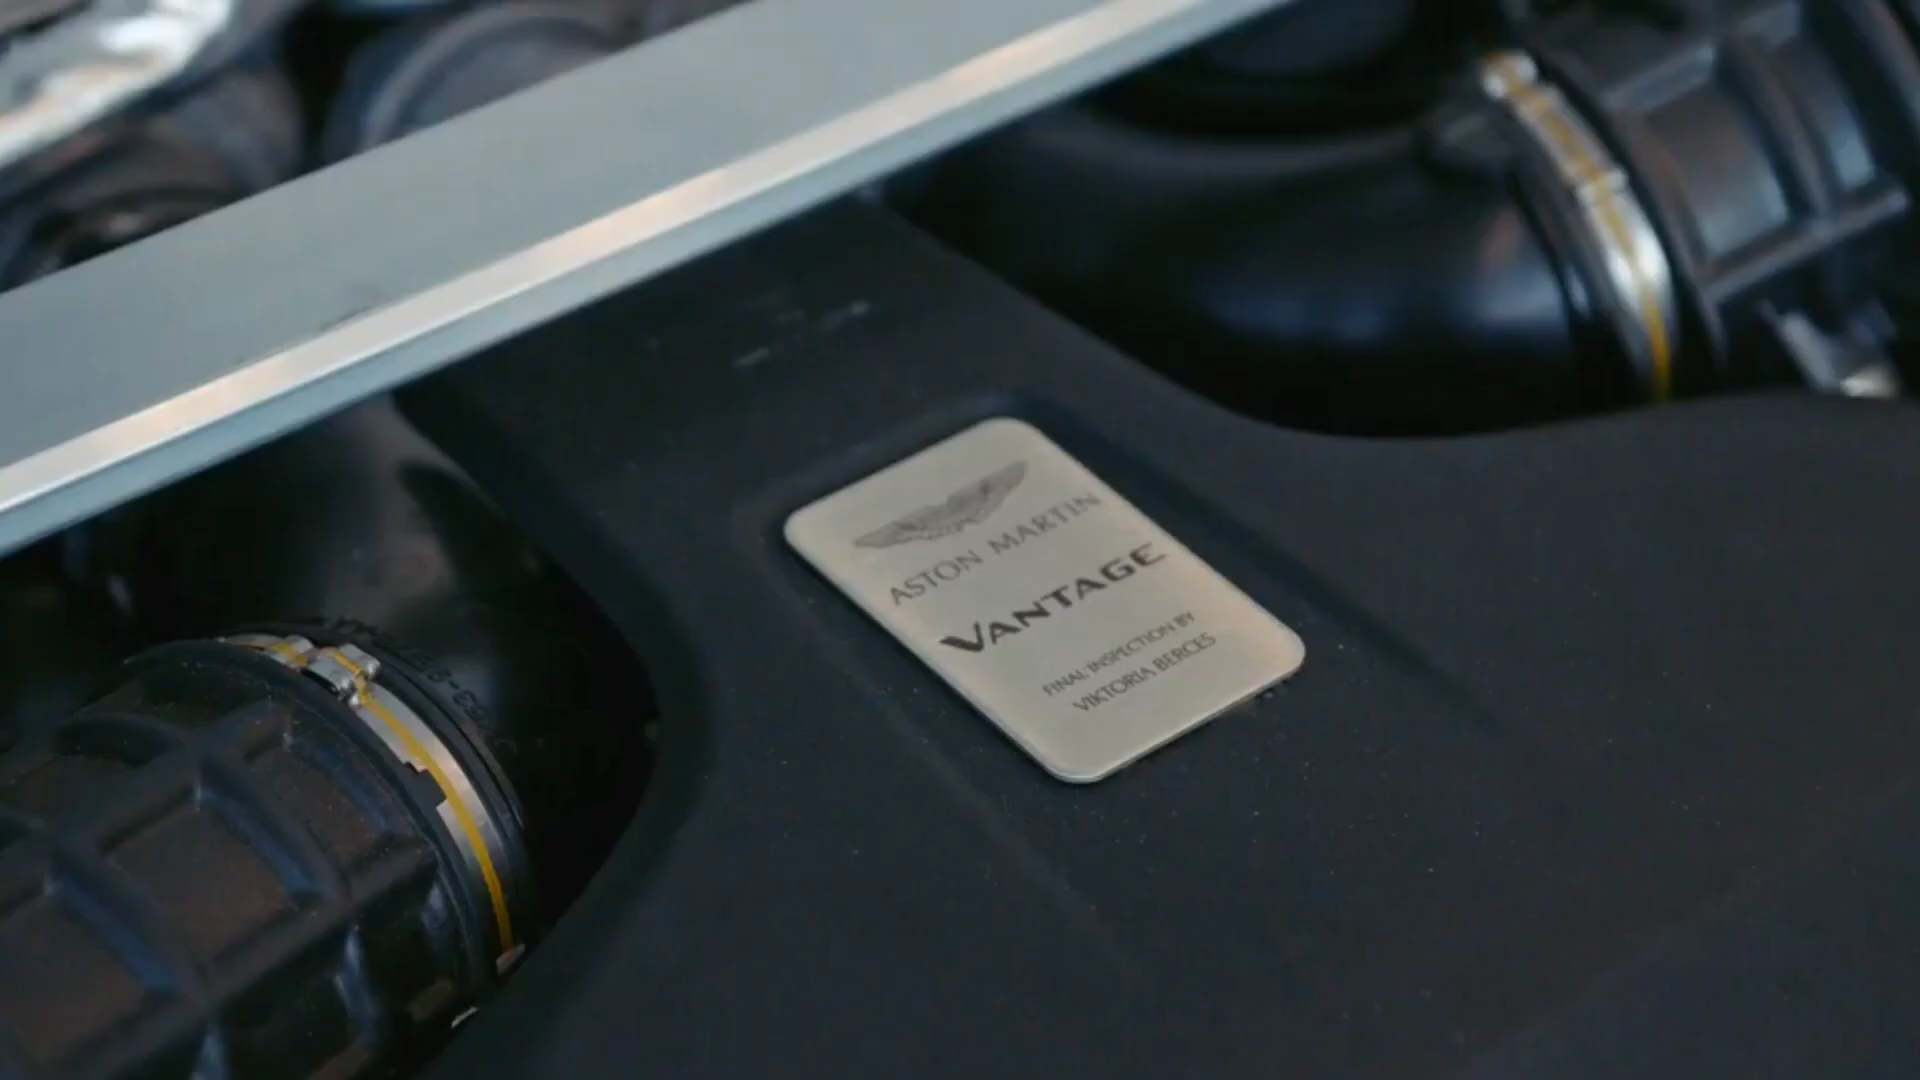 ASTON MARTIN
VANTAGE
FINAL INSPECTION BY
VIKTORIA BERCES